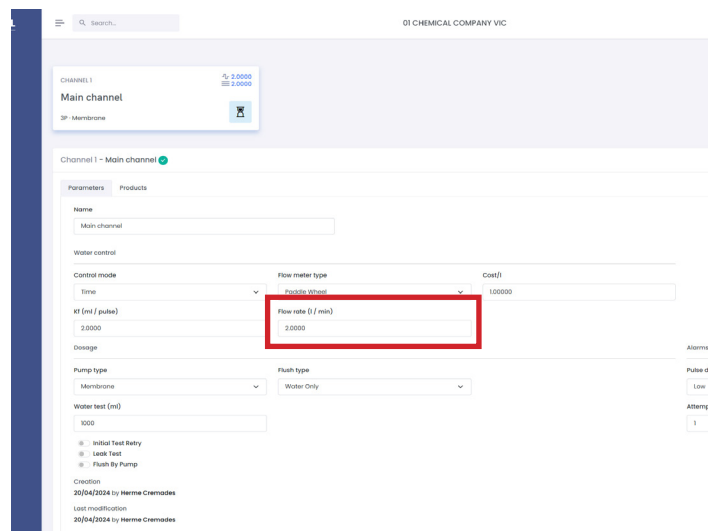 Search...
01 CHEMICAL COMPANY VIC
CHANNEL 1
2.0000
2.0000
Main channel
3P - Membrane
Channel 1 - Main channel
Parameters Products
Name
Main channel
Water control
Control mode Flow meter type Cost/l
Time Paddle Wheel 1.00000
Kf (ml / pulse) Flow rate (l / min)
2.0000 2.0000
Dosage Alarms
Pump type Flush type Pulse d
Membrane Water Only Low
Water test (ml) Attemp
1000 1
Initial Test Retry
Leak Test
Flush By Pump
Creation
20/04/2024 by Herme Cremades
Last modification
20/04/2024 by Herme Cremades